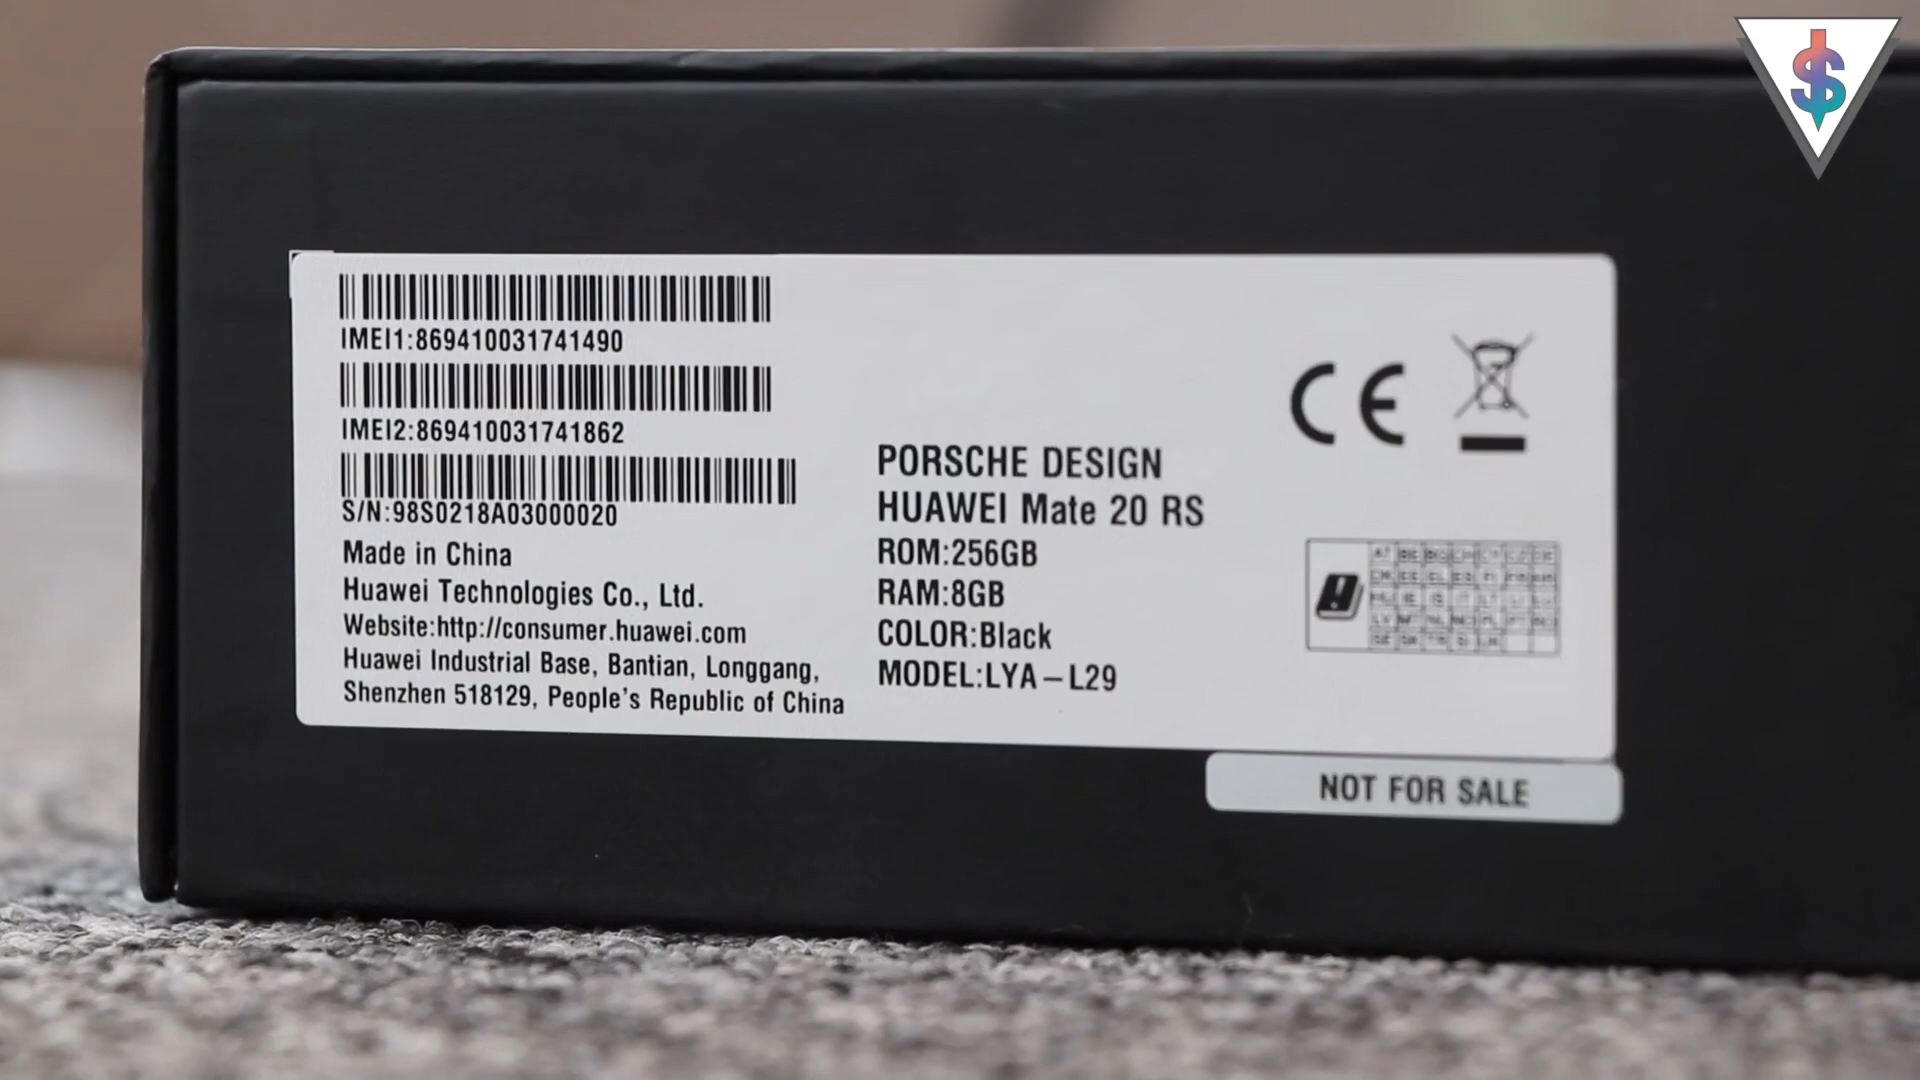 IMEI1:869410031741490
IMEI2:869410031741862
S/N:98S0218A03000020
Made in China
Huawei Technologies Co., Ltd.
Website:http://consumer.huawei.com
Huawei Industrial Base, Bantian, Longgang,
Shenzhen 518129, People's Republic of China
PORSCHE DESIGN
HUAWEI Mate 20 RS
ROM:256GB
RAM:8GB
COLOR:Black
MODEL:LYA–L29
CE
NOT FOR SALE